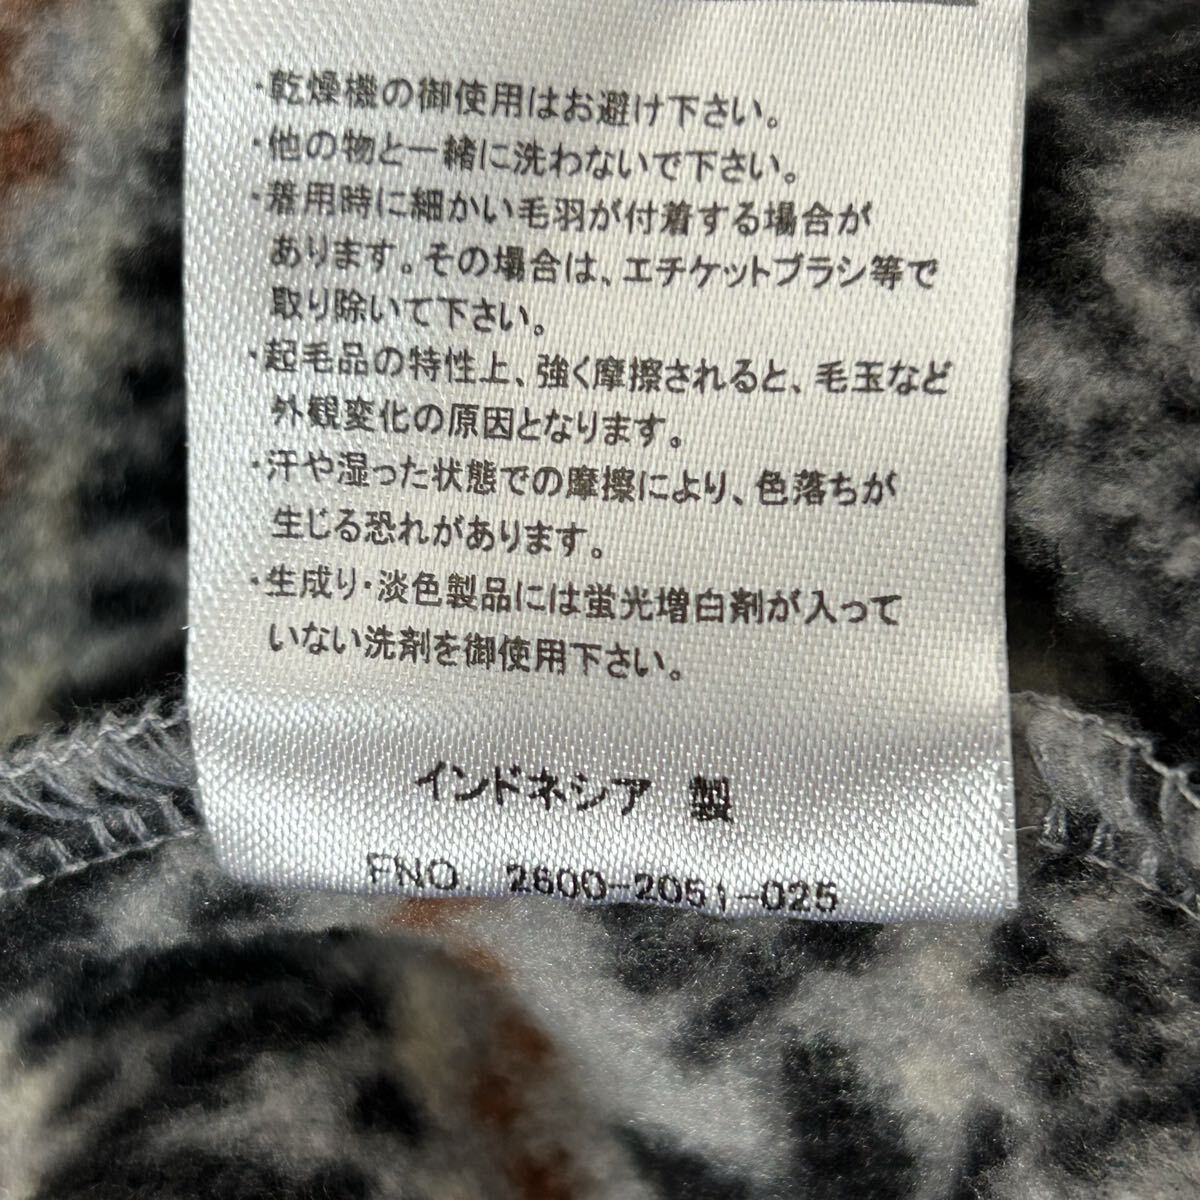 ・乾燥機の御使用はお避け下さい。
・他の物と一緒に洗わないで下さい。
・着用時に細かい毛羽が付着する場合が
あります。その場合は、エチケットブラシ等で
取り除いて下さい。
・起毛品の特性上、強く摩擦されると、毛玉など
外観変化の原因となります。
・汗や湿った状態での摩擦により、色落ちが
生じる恐れがあります。
・生成り・淡色製品には蛍光増白剤が入って
いない洗剤を御使用下さい。
インドネシア 製
FNO. 2600-2051-025